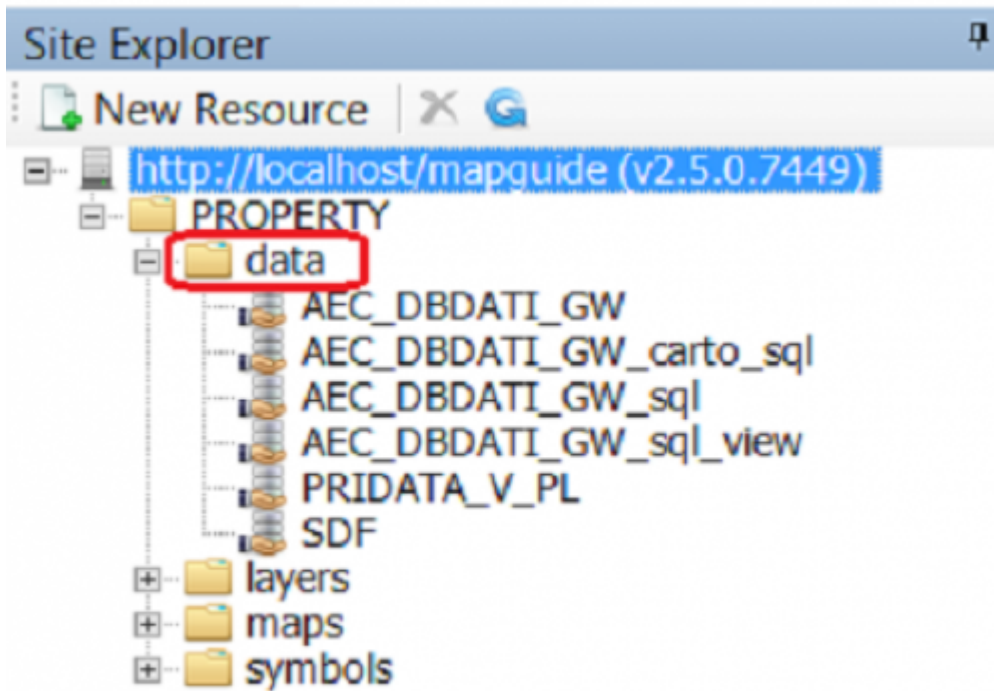 Site Explorer
New Resource
http://localhost/mapguide (v2.5.0.7449)
PROPERTY
data
AEC_DBDATI_GW
AEC_DBDATI_GW_carto_sql
AEC_DBDATI_GW_sql
AEC_DBDATI_GW_sql_view
PRIDATA_V_PL
SDF
layers
maps
symbols